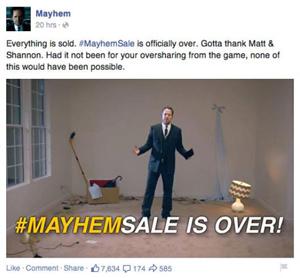 Mayhem
20 hrs ·
Everything is sold. #MayhemSale is officially over. Gotta thank Matt &
Shannon. Had it not been for your oversharing from the game, none of
this would have been possible.
#MAYHEMSALE IS OVER!
Like · Comment · Share · 7,634 174 585